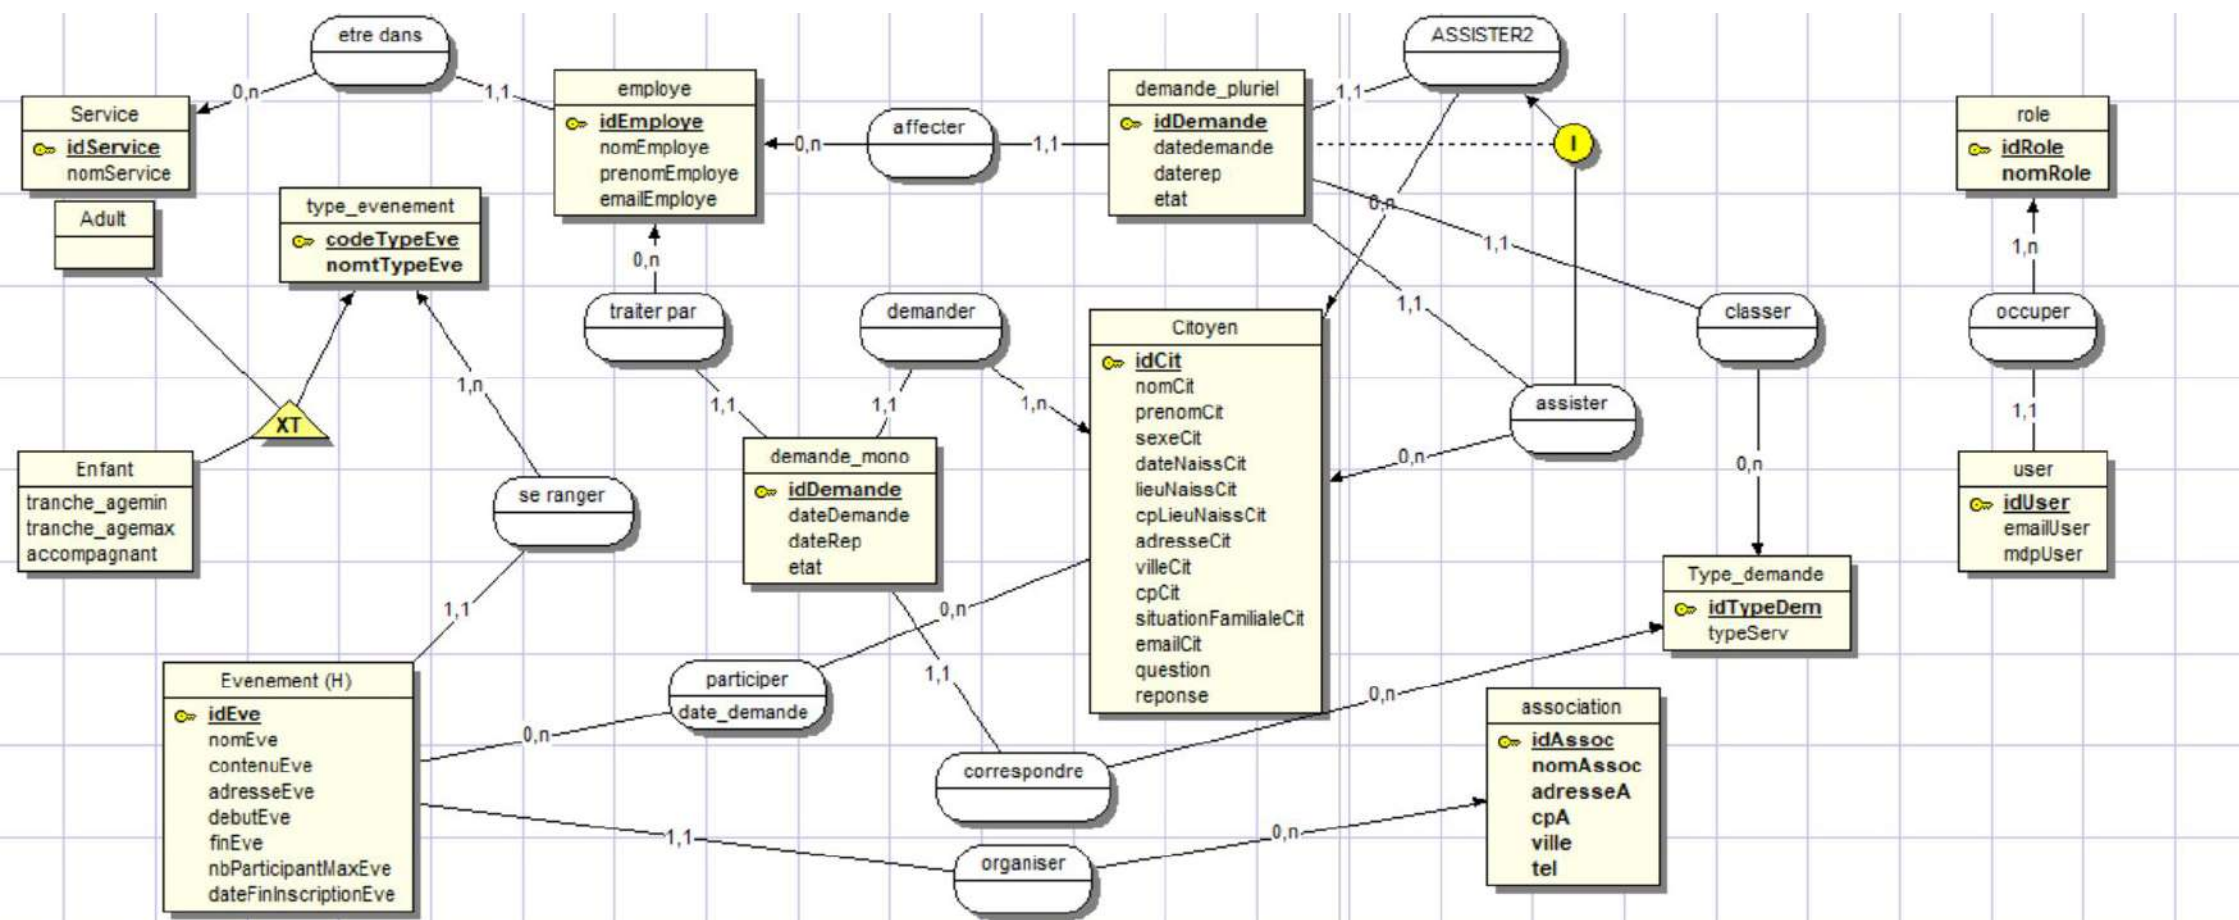 etre dans
0,n
1,1
Service
idService
nomService
employe
idEmploye
nomEmploye
prenomEmploye
emailEmploye
0,n
affecter
1,1
demande_pluriel
idDemande
datedemande
daterep
etat
1,1
ASSISTER2
I
0,n
1,1
1,1
role
idRole
nomRole
1,n
occuper
1,1
user
idUser
emailUser
mdpUser
Adult
type_evenement
codeTypeEve
nomtTypeEve
XT
Enfant
tranche_agemin
tranche_agemax
accompagnant
1,n
se ranger
1,1
0,n
traiter par
1,1
demander
1,1
1,n
demande_mono
idDemande
dateDemande
dateRep
etat
Citoyen
idCit
nomCit
prenomCit
sexeCit
dateNaissCit
lieuNaissCit
cpLieuNaissCit
adresseCit
villeCit
cpCit
situationFamilialeCit
emailCit
question
reponse
classer
0,n
assister
0,n
Type_demande
idTypeDem
typeServ
Evenement (H)
idEve
nomEve
contenuEve
adresseEve
debutEve
finEve
nbParticipantMaxEve
dateFinInscriptionEve
0,n
participer
date_demande
0,n
1,1
correspondre
0,n
1,1
organiser
0,n
association
idAssoc
nomAssoc
adresseA
cpA
ville
tel